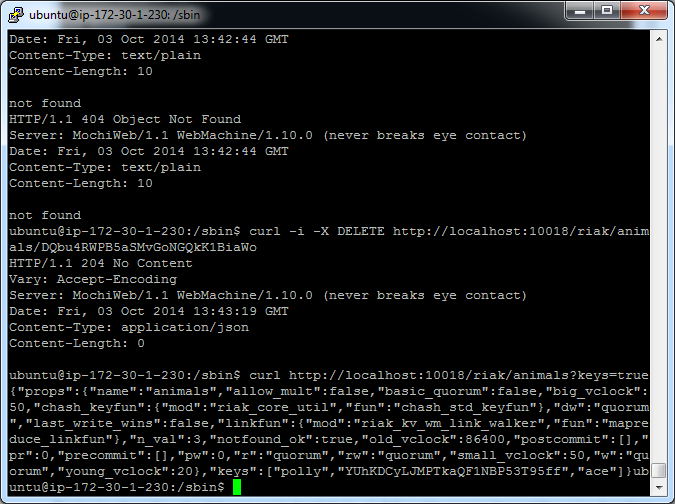 ubuntu@ip-172-30-1-230: /sbin
Date: Fri, 03 Oct 2014 13:42:44 GMT
Content-Type: text/plain
Content-Length: 10
not found
HTTP/1.1 404 Object Not Found
Server: MochiWeb/1.1 WebMachine/1.10.0 (never breaks eye contact)
Date: Fri, 03 Oct 2014 13:42:44 GMT
Content-Type: text/plain
Content-Length: 10
not found
ubuntu@ip-172-30-1-230:/sbin$ curl -i -X DELETE http://localhost:10018/riak/anim
als/DQbu4RWPB5aSMvGoNGQkK1BiaWo
HTTP/1.1 204 No Content
Vary: Accept-Encoding
Server: MochiWeb/1.1 WebMachine/1.10.0 (never breaks eye contact)
Date: Fri, 03 Oct 2014 13:43:19 GMT
Content-Type: application/json
Content-Length: 0
ubuntu@ip-172-30-1-230:/sbin$ curl http://localhost:10018/riak/animals?keys=true
{"props":{"name":"animals","allow_mult":false,"basic_quorum":false,"big_vclock":
50,"chash_keyfun":{"mod":"riak_core_util","fun":"chash_std_keyfun"},"dw":"quorum
","last_write_wins":false,"linkfun":{"mod":"riak_kv_wm_link_walker","fun":"mapre
duce_linkfun"},"n_val":3,"notfound_ok":true,"old_vclock":86400,"postcommit":[],"
pr":0,"precommit":[],"pw":0,"r":"quorum","rw":"quorum","small_vclock":50,"w":"qu
orum","young_vclock":20},"keys":["polly","YUhKDCyLJMPTkaQF1NBP53T95ff","ace"]}ub
untu@ip-172-30-1-230:/sbin$